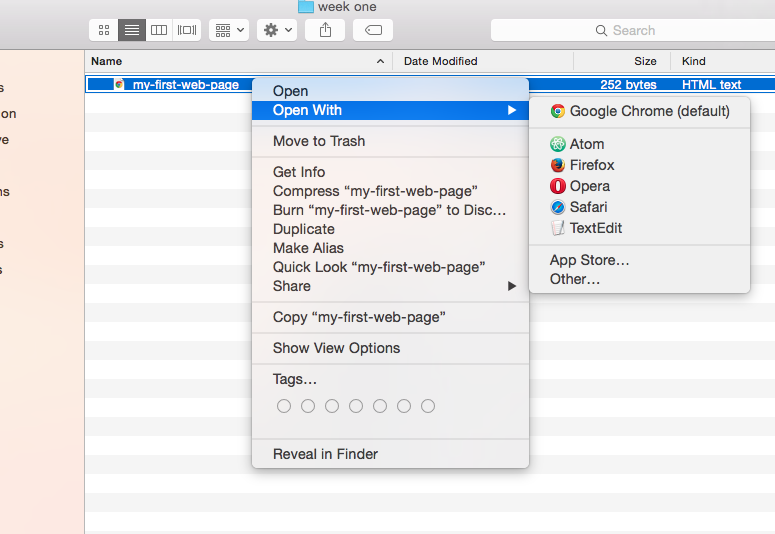 week one
Search
Name Date Modified Size Kind
s
my-first-web-page 252 bytes HTML text
Open
Open With
Google Chrome (default)
on
ve
Move to Trash
Atom
Firefox
Get Info
Opera
Compress “my-first-web-page”
ns
Burn “my-first-web-page” to Disc...
Safari
Duplicate
TextEdit
s
Make Alias
App Store...
Quick Look “my-first-web-page”
s
Other...
Share
Copy “my-first-web-page”
Show View Options
Tags...
Reveal in Finder